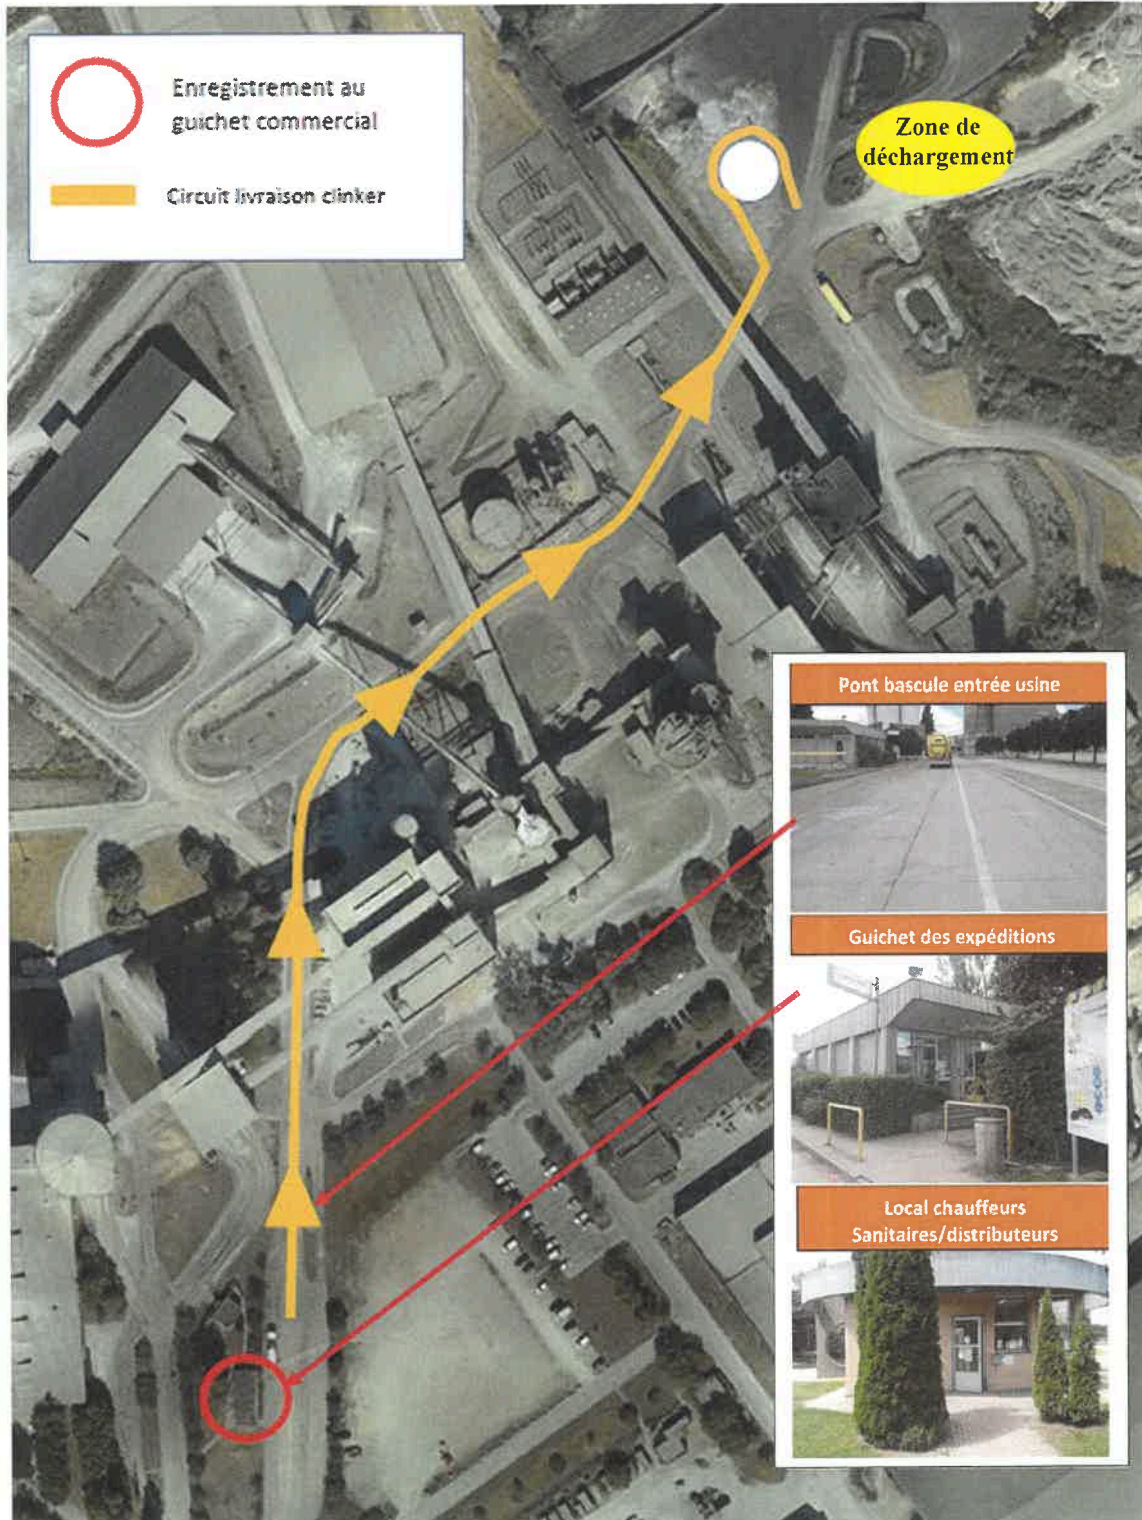 Enregistrement au
guichet commercial
Circuit livraison clinker
Zone de
déchargement
Pont bascule entrée usine
Guichet des expéditions
Local chauffeurs
Sanitaires/distributeurs